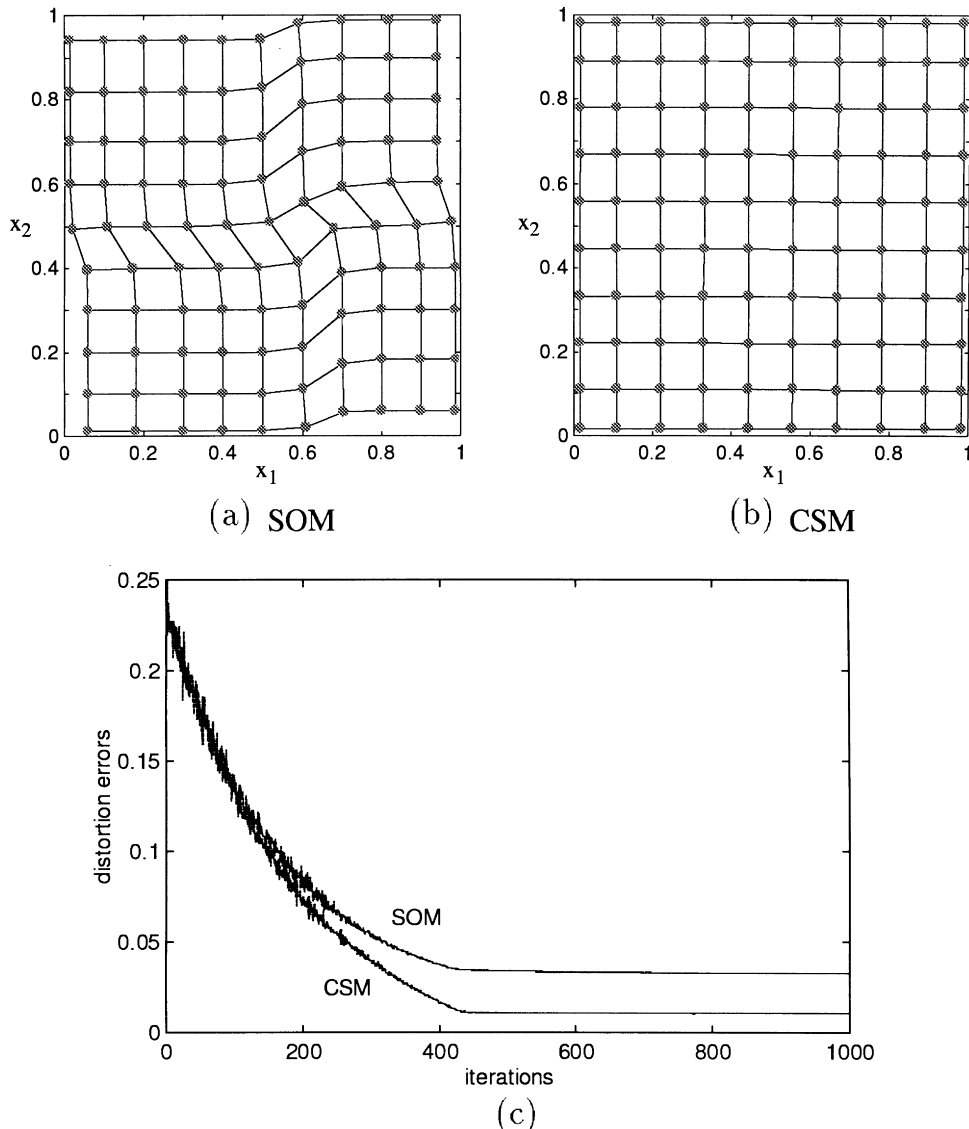 1
0.8
0.6
x2
0.4
0.2
0
0 0.2 0.4 0.6 0.8 1
x1
(a) SOM
1
0.8
0.6
x2
0.4
0.2
0
0 0.2 0.4 0.6 0.8 1
x1
(b) CSM
0.25
0.2
0.15
0.1
0.05
0
distortion errors
SOM
CSM
0 200 400 600 800 1000
iterations
(c)